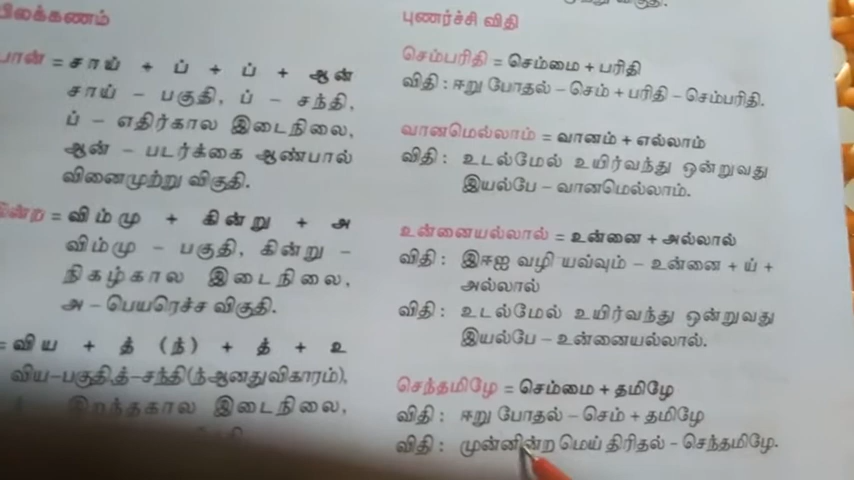 இலக்கணம்
பான் = சாய் + ப் + ப் + ஆன்
சாய் – பகுதி, ப் – சந்தி,
ப் – எதிர்கால இடைநிலை,
ஆன் – படர்க்கை ஆண்பால்
வினைமுற்று விகுதி.
கின்ற = விம்மு + கின்று + அ
விம்மு – பகுதி, கின்று –
நிகழ்கால இடைநிலை,
அ – பெயரெச்ச விகுதி.
= விய + த் (ந்) + த் + உ
விய–பகுதி,த்–சந்தி(ந்ஆனதுவிகாரம்),
இறந்தகால இடைநிலை,
புணர்ச்சி விதி
செம்பரிதி = செம்மை + பரிதி
விதி : ஈறு போதல் – செம் + பரிதி – செம்பரிதி.
வானமெல்லாம் = வானம் + எல்லாம்
விதி : உடல்மேல் உயிர்வந்து ஒன்றுவது
இயல்பே – வானமெல்லாம்.
உன்னையல்லால் = உன்னை + அல்லால்
விதி : இஈஐ வழி யவ்வும் – உன்னை + ய் +
அல்லால்
விதி : உடல்மேல் உயிர்வந்து ஒன்றுவது
இயல்பே – உன்னையல்லால்.
செந்தமிழே = செம்மை + தமிழே
விதி : ஈறு போதல் – செம் + தமிழே
விதி : முன்னின்ற மெய் திரிதல் – செந்தமிழே.